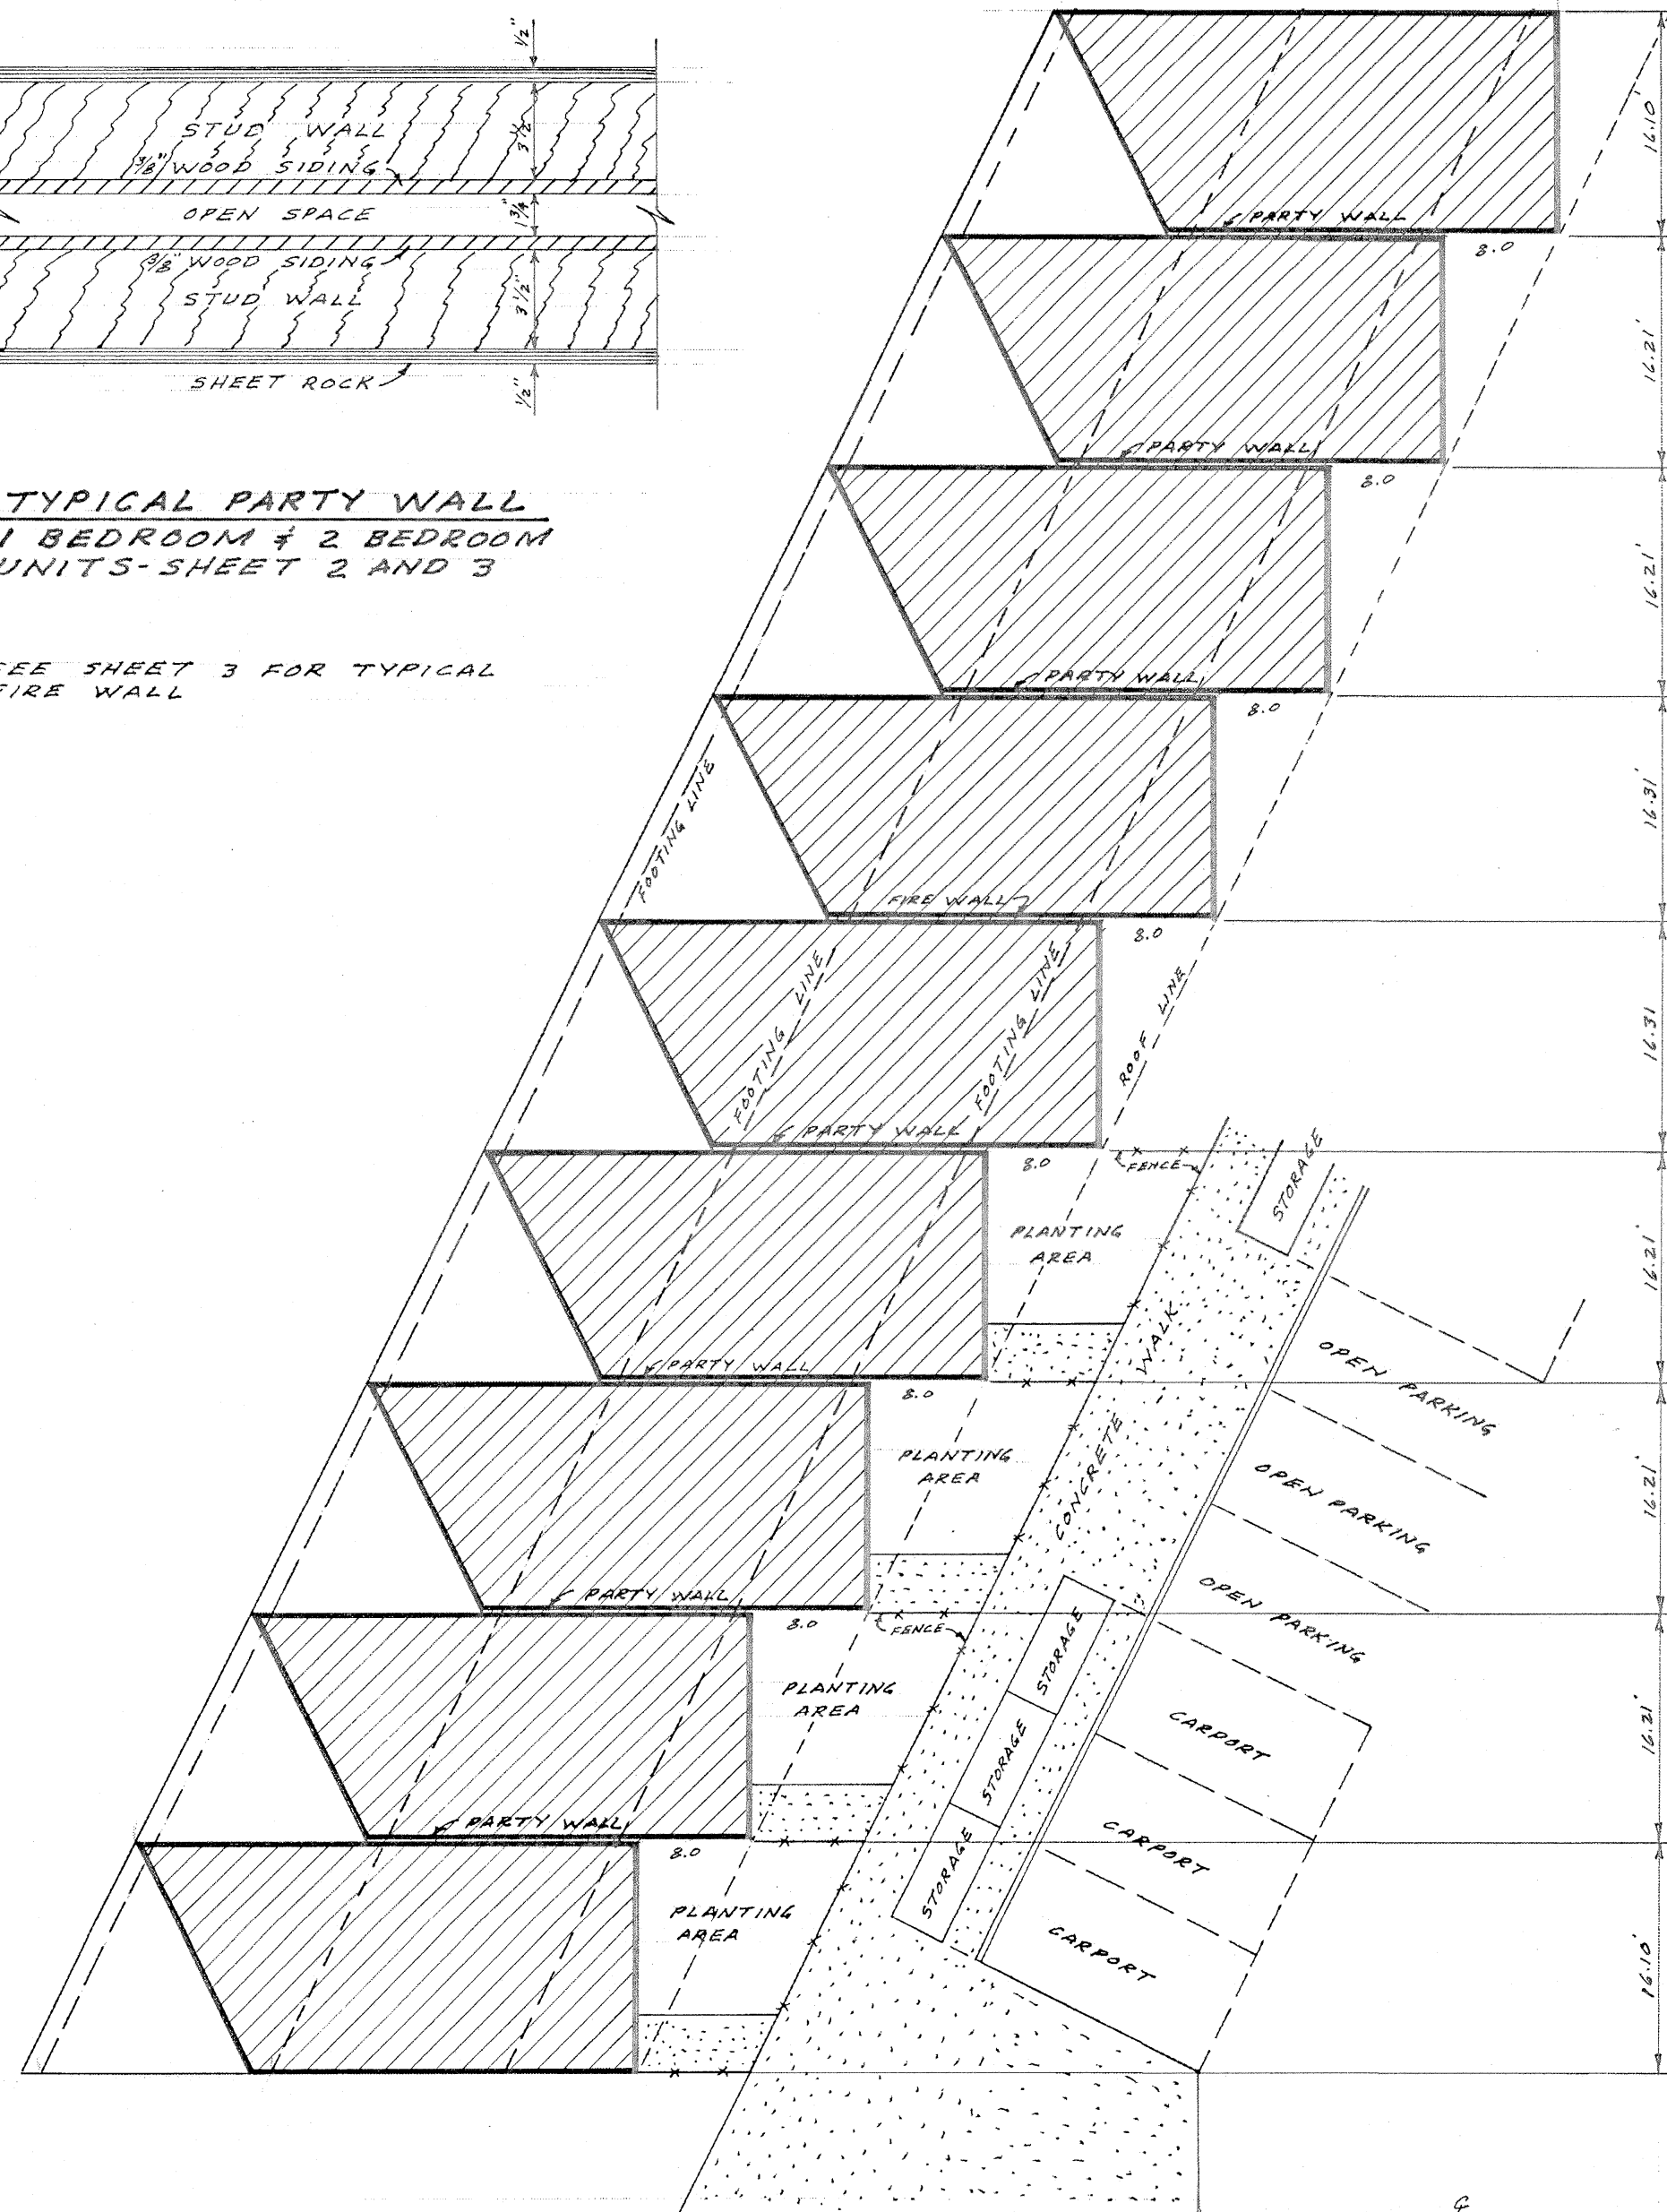 1/2"
STUD WALL
3 1/2"
3/8" WOOD SIDING
OPEN SPACE
1 3/4"
3/8" WOOD SIDING
STUD WALL
3 1/2"
SHEET ROCK
1/2"
TYPICAL PARTY WALL
1 BEDROOM & 2 BEDROOM
UNITS-SHEET 2 AND 3
SEE SHEET 3 FOR TYPICAL
FIRE WALL
16.10'
PARTY WALL
8.0
16.21'
PARTY WALL
8.0
16.21'
PARTY WALL
8.0
16.31'
FOOTING LINE
FIRE WALL
8.0
16.31
FOOTING LINE
FOOTING LINE
ROOF LINE
PARTY WALL
8.0
FENCE
STORAGE
16.21'
PLANTING
AREA
PARTY WALL
8.0
CONCRETE WALK
OPEN PARKING
16.21'
PLANTING
AREA
OPEN PARKING
PARTY WALL
8.0
FENCE
OPEN PARKING
STORAGE
16.21'
PLANTING
AREA
CARPORT
STORAGE
PARTY WALL
8.0
CARPORT
STORAGE
16.10'
PLANTING
AREA
CARPORT
℄